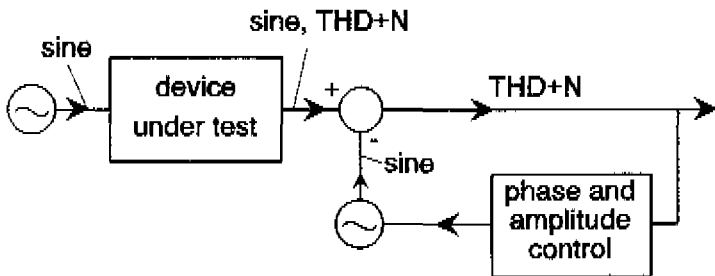 sine, THD+N
sine
device
under test
+
THD+N
-
sine
phase and
amplitude
control